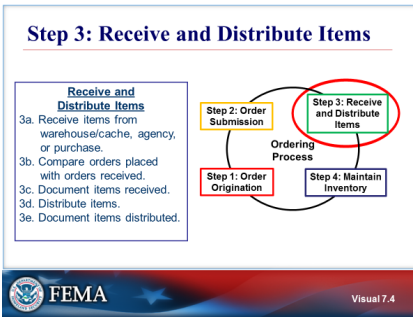 Step 3: Receive and Distribute Items
Receive and
Distribute Items
3a. Receive items from
warehouse/cache, agency,
or purchase.
3b. Compare orders placed
with orders received.
3c. Document items received.
3d. Distribute items.
3e. Document items distributed.
Step 2: Order
Submission
Step 3: Receive
and Distribute
Items
Ordering
Process
Step 1: Order
Origination
Step 4: Maintain
Inventory
FEMA
Visual 7.4